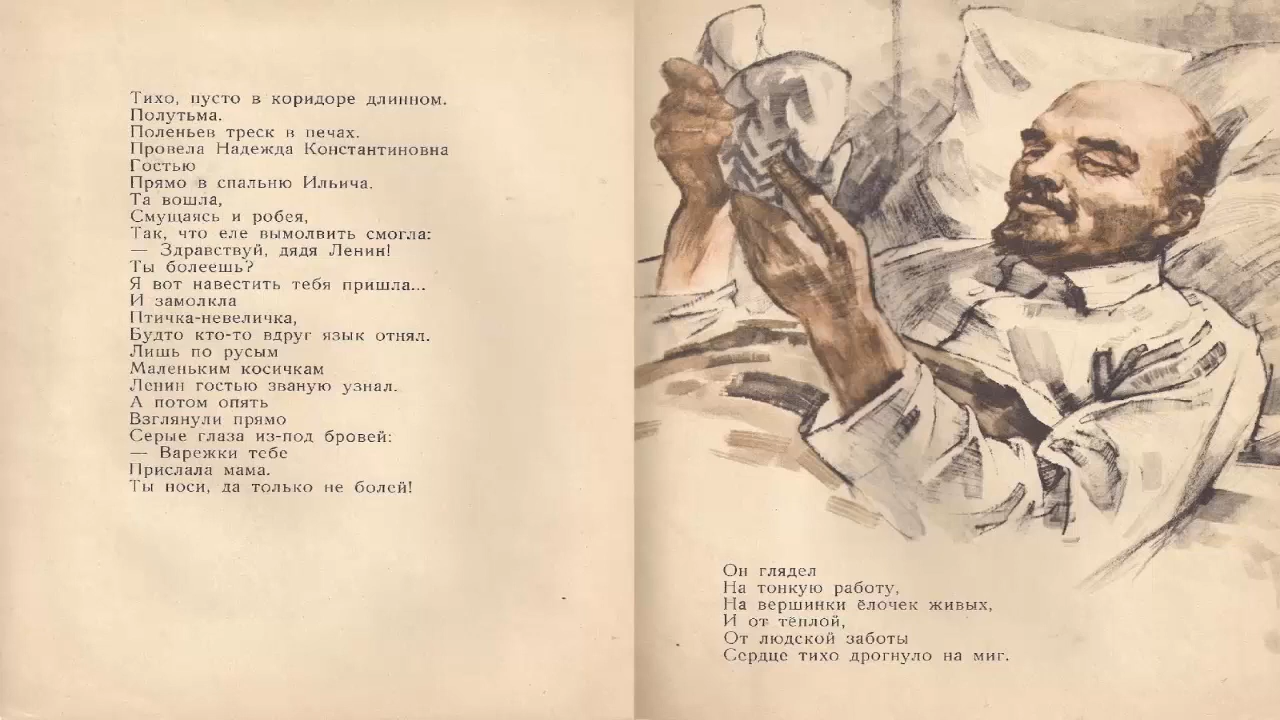 Тихо, пусто в коридоре длинном.
Полутьма.
Поленьев треск в печах.
Провела Надежда Константиновна
Гостью
Прямо в спальню Ильича.
Та вошла,
Смущаясь и робея,
Так, что еле вымолвить смогла:
— Здравствуй, дядя Ленин!
Ты болеешь?
Я вот навестить тебя пришла...
И замолкла
Птичка-невеличка,
Будто кто-то вдруг язык отнял.
Лишь по русым
Маленьким косичкам
Ленин гостью званую узнал.
А потом опять
Взглянули прямо
Серые глаза из-под бровей:
— Варежки тебе
Прислала мама.
Ты носи, да только не болей!
Он глядел
На тонкую работу,
На вершинки ёлочек живых,
И от тёплой,
От людской заботы
Сердце тихо дрогнуло на миг.